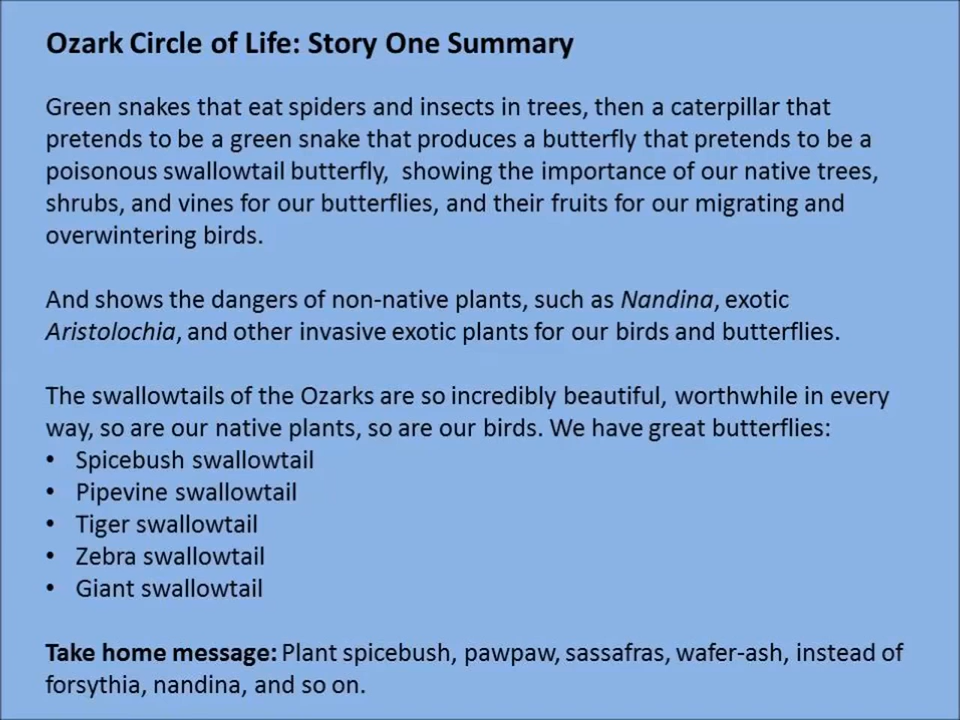 Ozark Circle of Life: Story One Summary
Green snakes that eat spiders and insects in trees, then a caterpillar that
pretends to be a green snake that produces a butterfly that pretends to be a
poisonous swallowtail butterfly,  showing the importance of our native trees,
shrubs, and vines for our butterflies, and their fruits for our migrating and
overwintering birds.
And shows the dangers of non-native plants, such as Nandina, exotic
Aristolochia, and other invasive exotic plants for our birds and butterflies.
The swallowtails of the Ozarks are so incredibly beautiful, worthwhile in every
way, so are our native plants, so are our birds. We have great butterflies:
• Spicebush swallowtail
• Pipevine swallowtail
• Tiger swallowtail
• Zebra swallowtail
• Giant swallowtail
Take home message: Plant spicebush, pawpaw, sassafras, wafer-ash, instead of
forsythia, nandina, and so on.